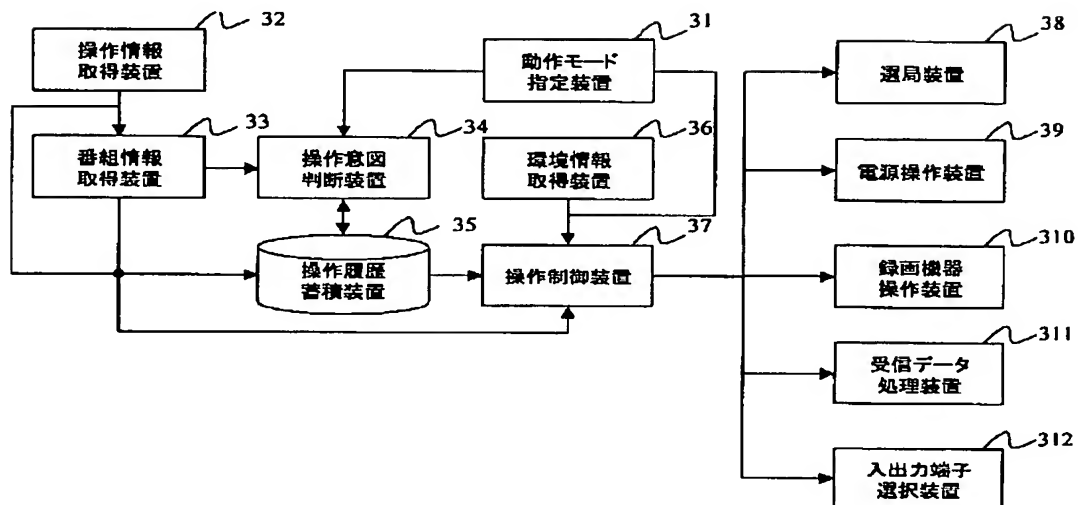 32
操作情報
取得装置
31
動作モード
指定装置
38
選局装置
33
番組情報
取得装置
34
操作意図
判断装置
36
環境情報
取得装置
39
電源操作装置
35
操作履歴
蓄積装置
37
操作制御装置
310
録画機器
操作装置
311
受信データ
処理装置
312
入出力端子
選択装置